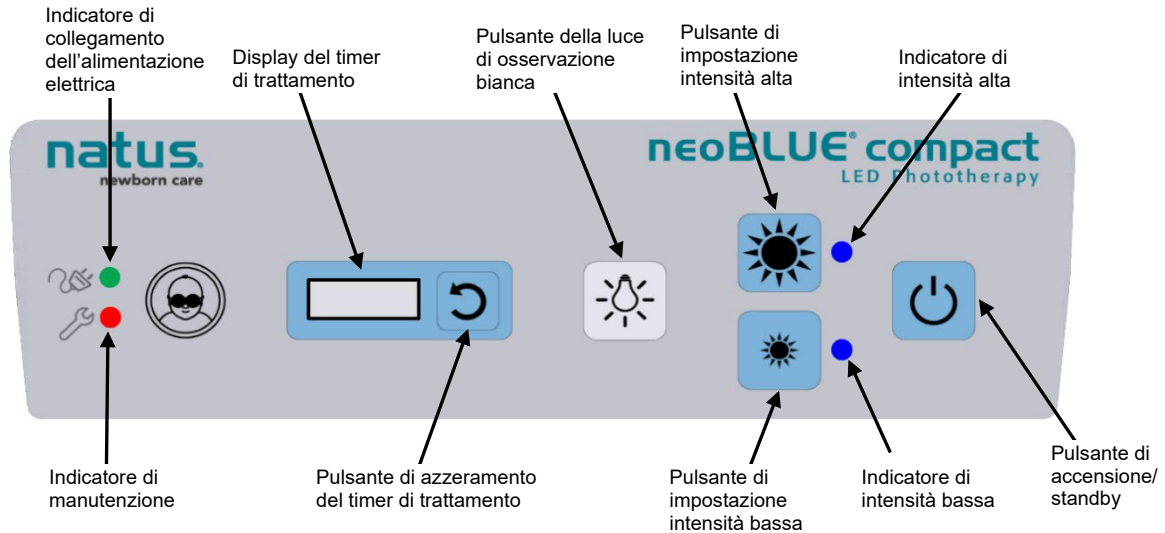 Indicatore di
collegamento
dell'alimentazione
elettrica
Display del timer
di trattamento
Pulsante della luce
di osservazione
bianca
Pulsante di
impostazione
intensità alta
Indicatore di
intensità alta
natus.
newborn care
neoBLUE® compact
LED Phototherapy
Indicatore di
manutenzione
Pulsante di azzeramento
del timer di trattamento
Pulsante di
impostazione
intensità bassa
Indicatore di
intensità bassa
Pulsante di
accensione/
standby